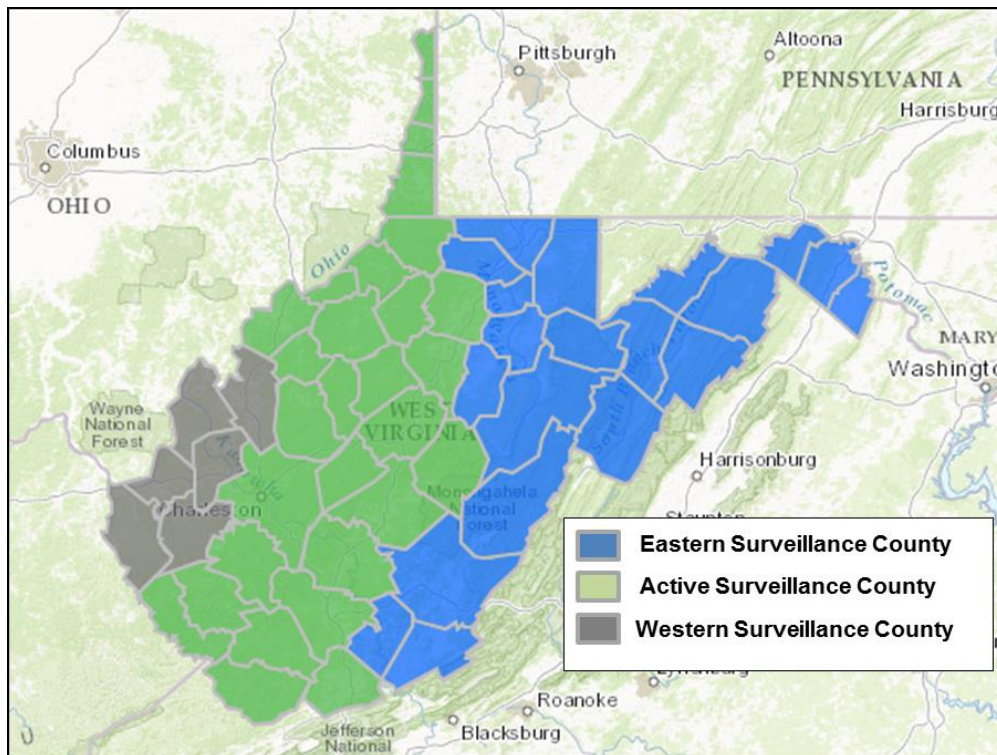 Altoona
Pittsburgh
PENNSYLVANIA
Harrisburg
Columbus
OHIO
Ohio
Potomac
MARY
Washingto
WEST
VIRGINIA
Wayne
National
Forest
Harrisonburg
Charleston
Monongahela
National
Forest
Eastern Surveillance County
Active Surveillance County
Western Surveillance County
Roanoke
Blacksburg
Jefferson
National